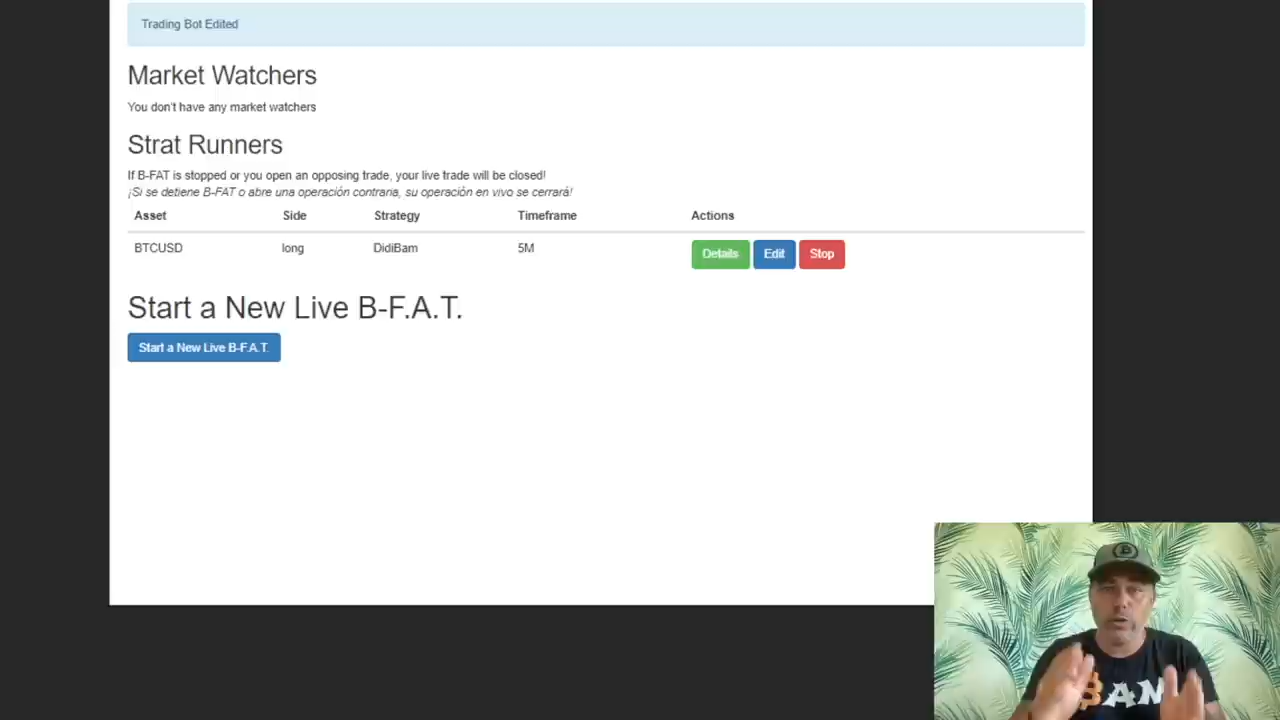 Trading Bot Edited
Market Watchers
You don't have any market watchers
Strat Runners
If B-FAT is stopped or you open an opposing trade, your live trade will be closed!
¡Si se detiene B-FAT o abre una operación contraria, su operación en vivo se cerrará!
Asset Side Strategy Timeframe Actions
BTCUSD long DidiBam 5M Details Edit Stop
Start a New Live B-F.A.T.
Start a New Live B-F.A.T.
BAM